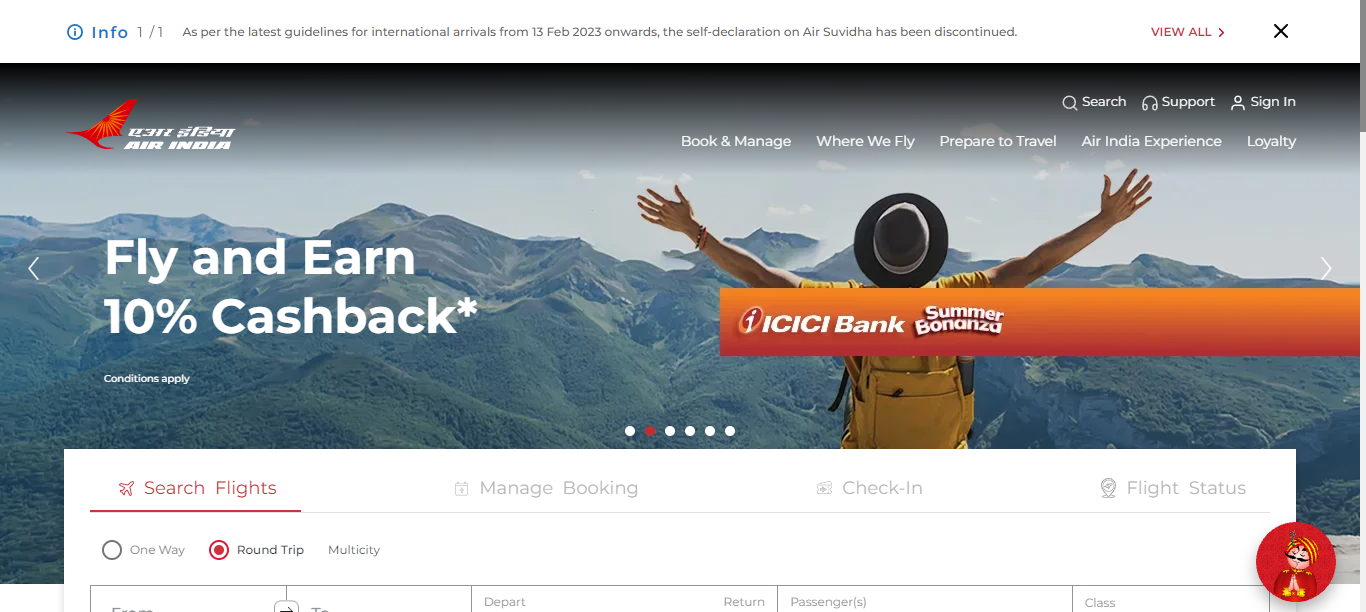 Info 1 / 1 As per the latest guidelines for international arrivals from 13 Feb 2023 onwards, the self-declaration on Air Suvidha has been discontinued. VIEW ALL
Search Support Sign In
एअर इंडिया
AIR INDIA
Book & Manage Where We Fly Prepare to Travel Air India Experience Loyalty
Fly and Earn
10% Cashback*
ICICI Bank Summer Bonanza
Conditions apply
Search Flights Manage Booking Check-In Flight Status
One Way Round Trip Multicity
From To Depart Return Passenger(s) Class